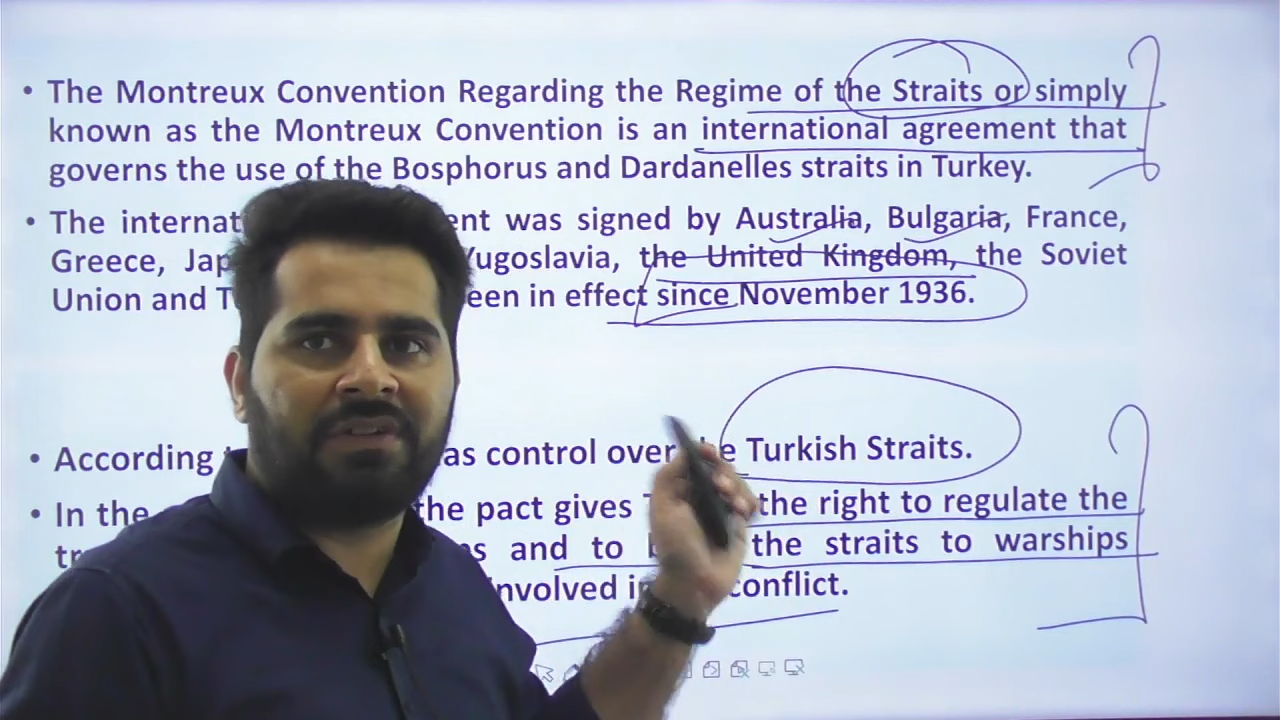 • The Montreux Convention Regarding the Regime of the Straits or simply
known as the Montreux Convention is an international agreement that
governs the use of the Bosphorus and Dardanelles straits in Turkey.
• The internat ent was signed by Australia, Bulgaria, France,
Greece, Jap Yugoslavia, the United Kingdom, the Soviet
Union and T een in effect since November 1936.
• According as control over e Turkish Straits.
• In the the pact gives the right to regulate the
tr s and to the straits to warships
involved in conflict.